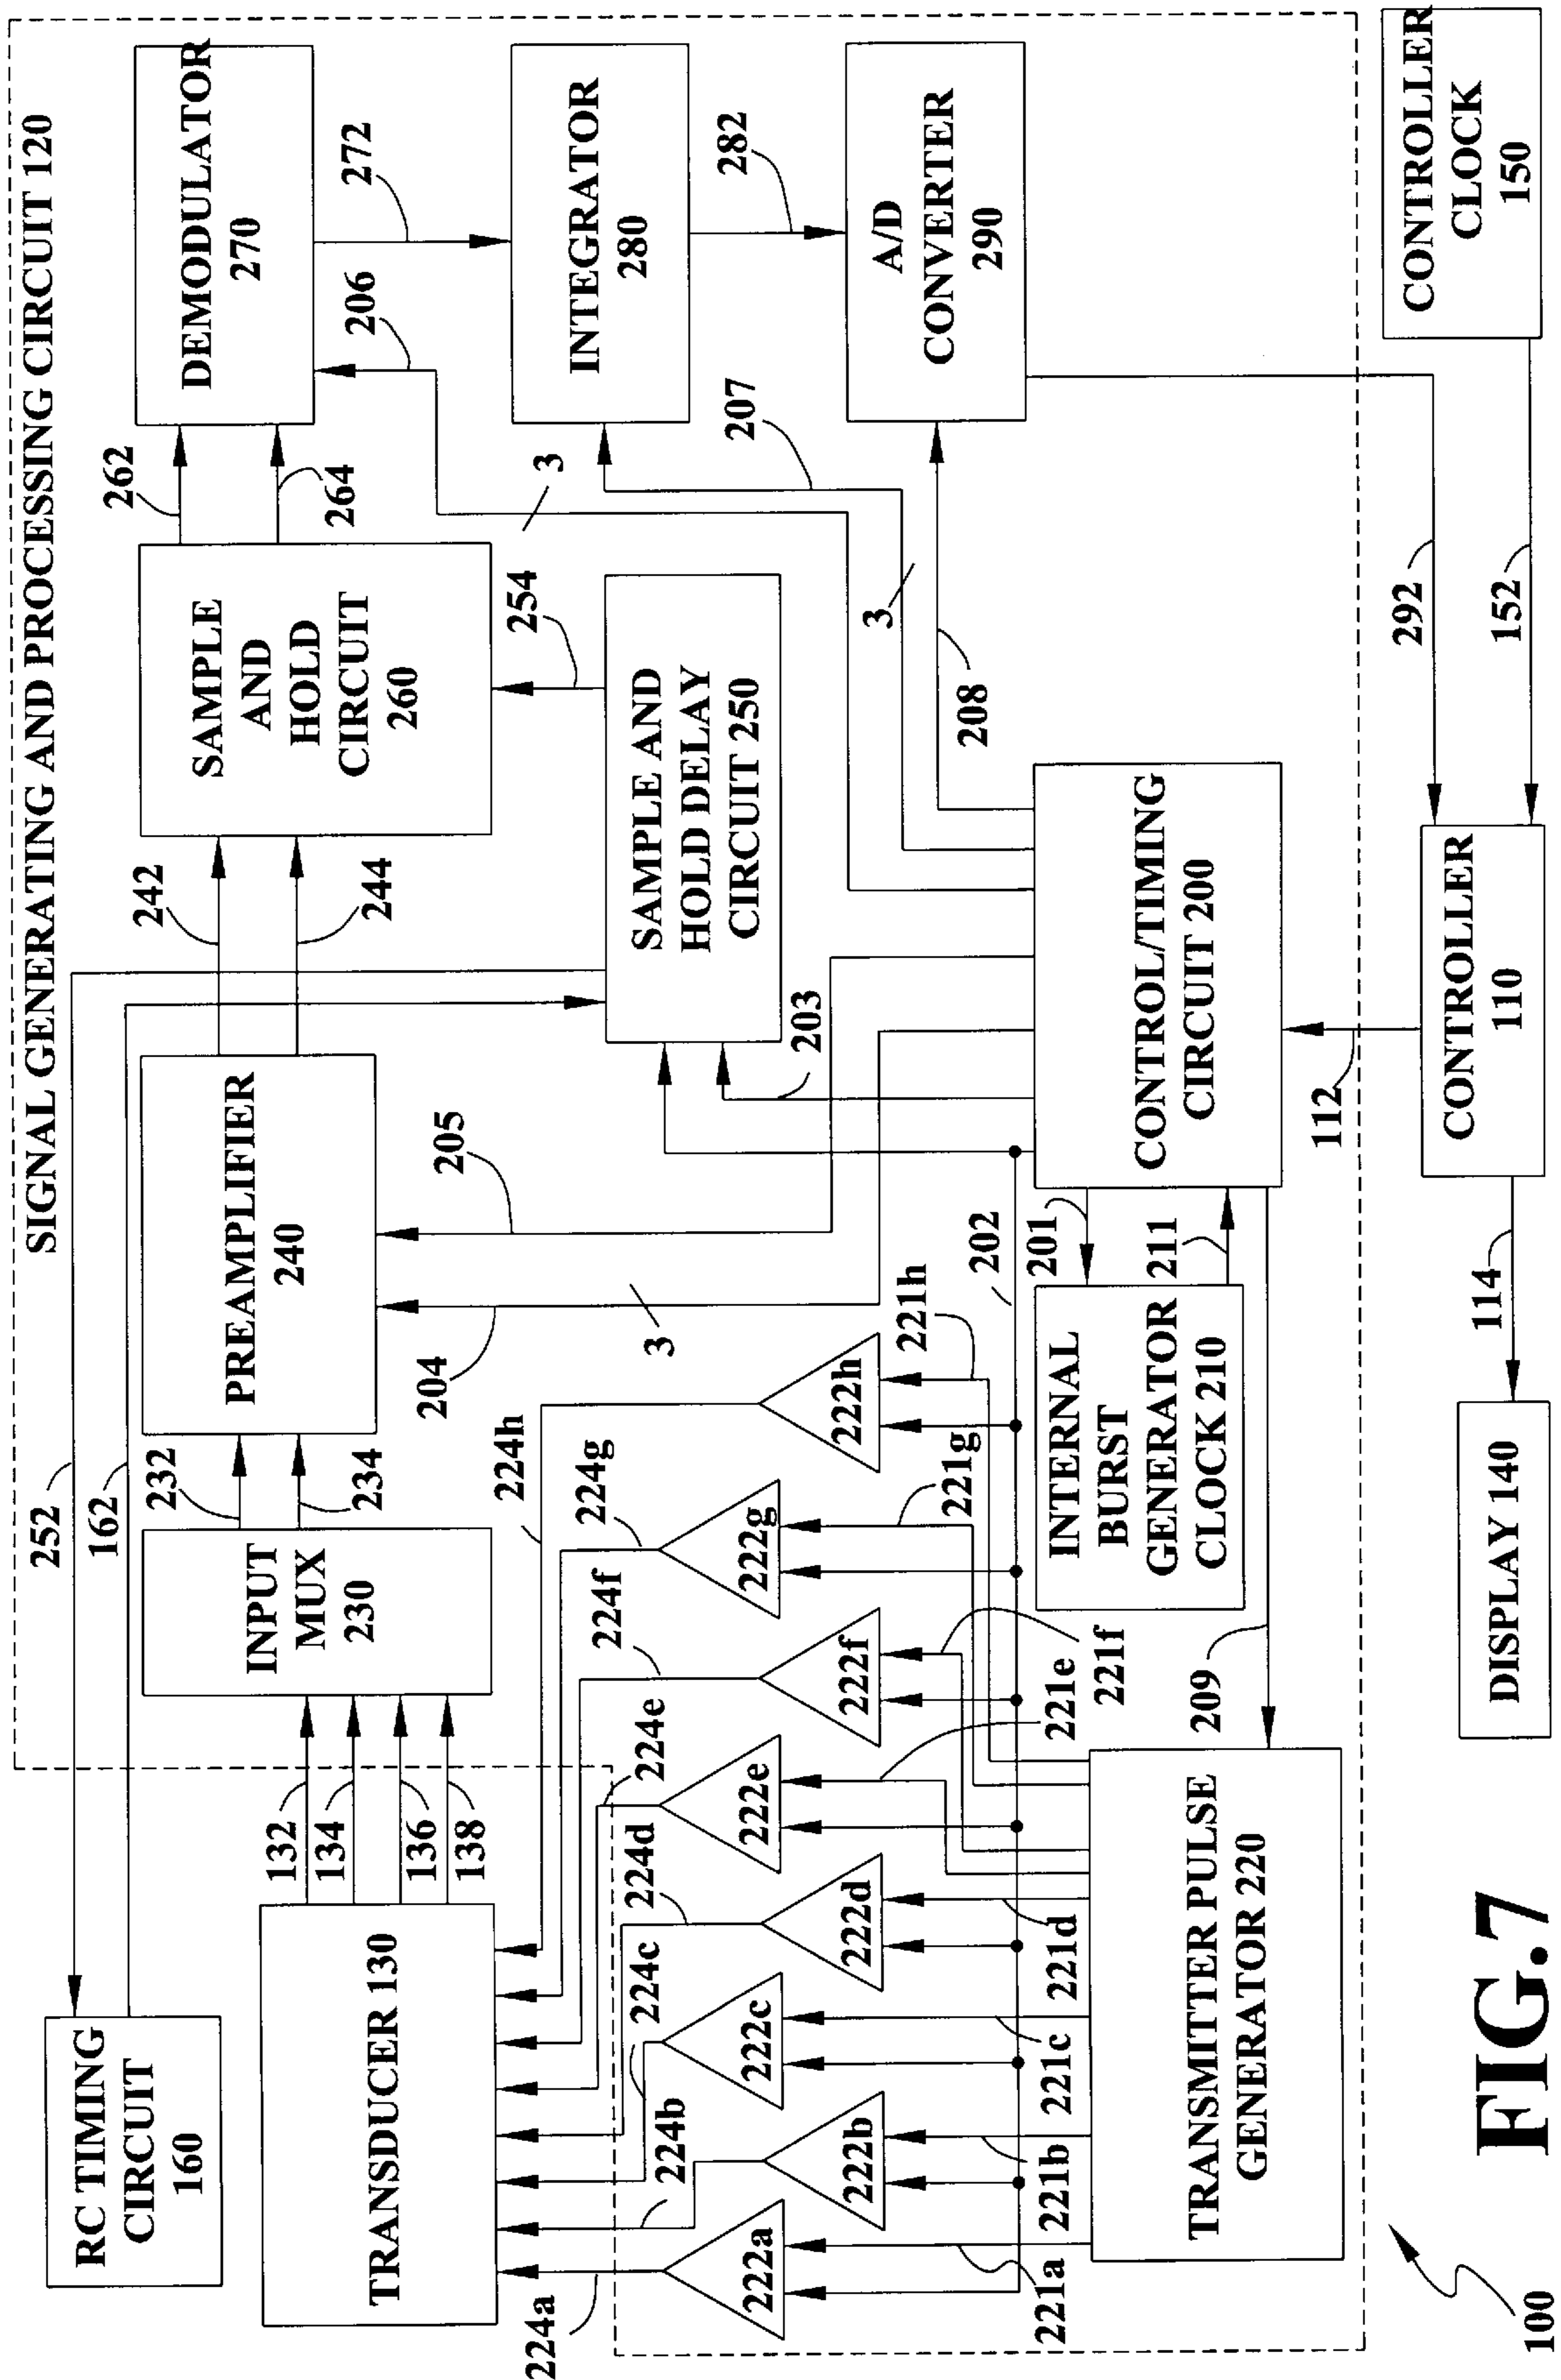 SIGNAL GENERATING AND PROCESSING CIRCUIT 120
RC TIMING
CIRCUIT
160
252
162
TRANSDUCER 130
132
134
136
138
INPUT
MUX
230
232
234
PREAMPLIFIER
240
242
244
SAMPLE
AND
HOLD
CIRCUIT
260
262
264
DEMODULATOR
270
272
206
INTEGRATOR
280
282
A/D
CONVERTER
290
SAMPLE AND
HOLD DELAY
CIRCUIT 250
254
3
207
3
208
203
205
204
3
224a
224b
224c
224d
224e
224f
224g
224h
222a
222b
222c
222d
222e
222f
222g
222h
221a
221b
221c
221d
221e
221f
221g
221h
202
201
211
INTERNAL
BURST
GENERATOR
CLOCK 210
CONTROL/TIMING
CIRCUIT 200
209
TRANSMITTER PULSE
GENERATOR 220
112
CONTROLLER
110
114
DISPLAY 140
292
152
CONTROLLER
CLOCK
150
100
FIG.7